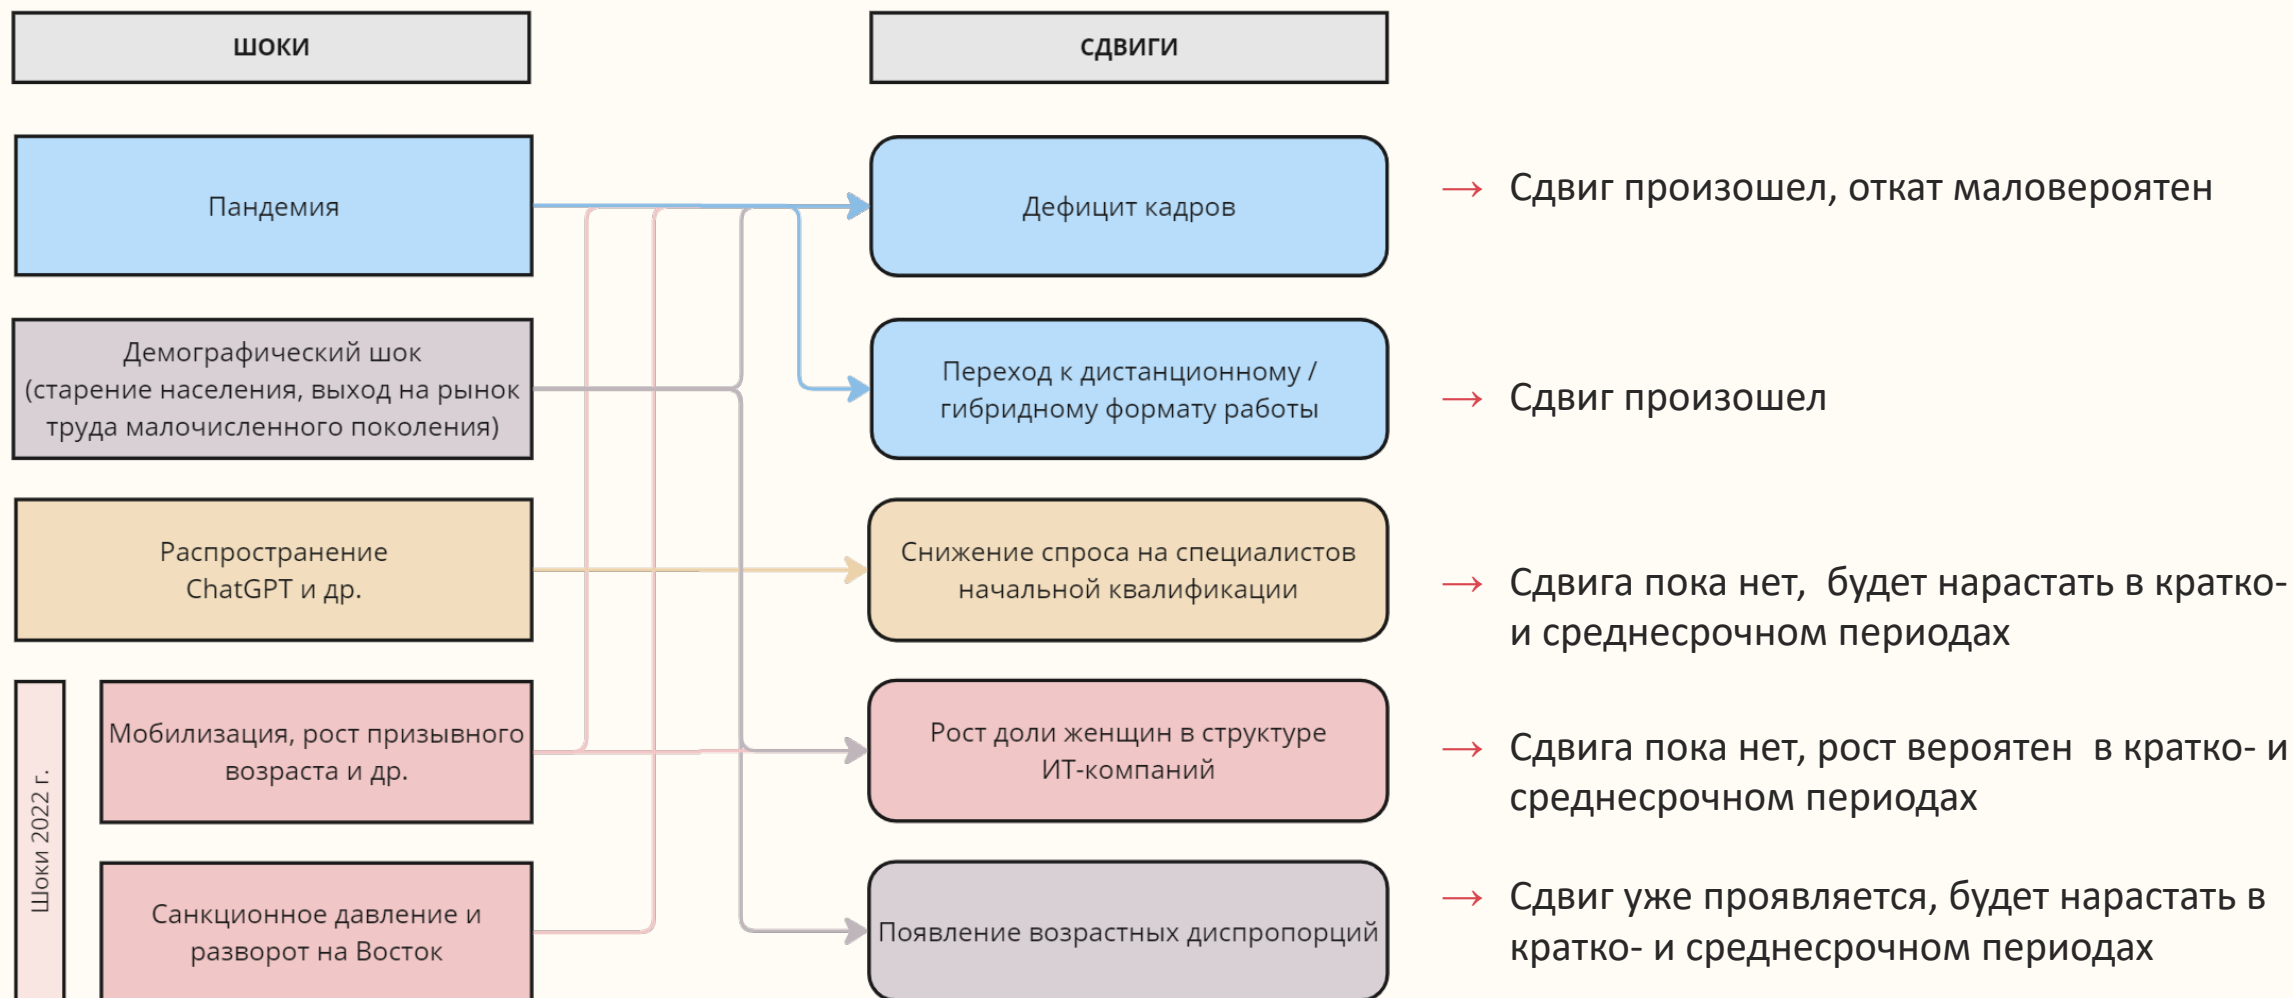 ШОКИ
СДВИГИ
Пандемия
Дефицит кадров
→ Сдвиг произошел, откат маловероятен
Демографический шок
(старение населения, выход на рынок
труда малочисленного поколения)
Переход к дистанционному /
гибридному формату работы
→ Сдвиг произошел
Распространение
ChatGPT и др.
Снижение спроса на специалистов
начальной квалификации
→ Сдвига пока нет, будет нарастать в кратко-
и среднесрочном периодах
Шоки 2022 г.
Мобилизация, рост призывного
возраста и др.
Рост доли женщин в структуре
ИТ-компаний
→ Сдвига пока нет, рост вероятен в кратко- и
среднесрочном периодах
Санкционное давление и
разворот на Восток
Появление возрастных диспропорций
→ Сдвиг уже проявляется, будет нарастать в
кратко- и среднесрочном периодах